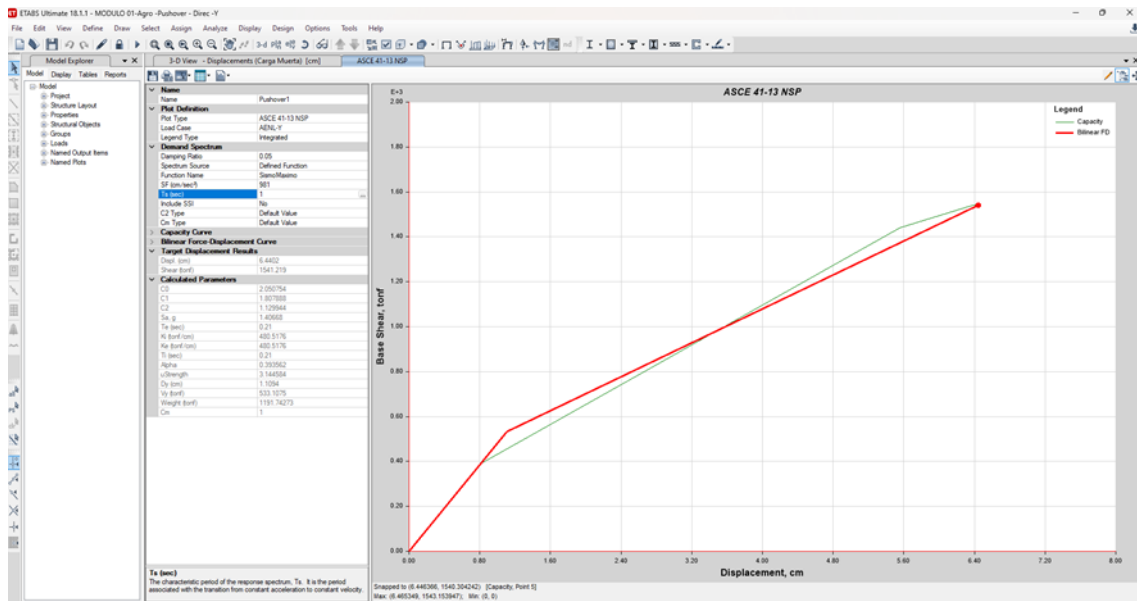 ETABS Ultimate 18.1.1 - MODULO 01-Agro -Pushover - Direc -Y
File Edit View Define Draw Select Assign Analyze Display Design Options Tools Help
Model Explorer
3-D View - Displacements (Carga Muerta) [cm]
ASCE 41-13 NSP
Model Display Tables Reports
Model
Project
Structure Layout
Properties
Structural Objects
Groups
Loads
Named Output Items
Named Plots
Name
Name Pushover1
Plot Definition
Plot Type ASCE 41-13 NSP
Load Case AENL-Y
Legend Type Integrated
Demand Spectrum
Damping Ratio 0.05
Spectrum Source Defined Function
Function Name SismoMaximo
SF (cm/sec²) 981
Ts (sec) 1
Include SSI No
C2 Type Default Value
Cm Type Default Value
Capacity Curve
Bilinear Force-Displacement Curve
Target Displacement Results
Displ. (cm) 6.4402
Shear (tonf) 1541.219
Calculated Parameters
C0 2.050754
C1 1.807888
C2 1.129944
Sa, g 1.40668
Te (sec) 0.21
Ki (tonf/cm) 480.5176
Ke (tonf/cm) 480.5176
Ti (sec) 0.21
Alpha 0.393562
uStrength 3.144584
Dy (cm) 1.1094
Vy (tonf) 533.1075
Weight (tonf) 1191.74273
Cm 1
Ts (sec)
The characteristic period of the response spectrum, Ts. It is the period
associated with the transition from constant acceleration to constant velocity.
ASCE 41-13 NSP
E+3
2.00
1.80
1.60
1.40
1.20
1.00
0.80
0.60
0.40
0.20
0.00
Base Shear, tonf
Legend
Capacity
Bilinear FD
0.00 0.80 1.60 2.40 3.20 4.00 4.80 5.60 6.40 7.20 8.00
Displacement, cm
Snapped to (6.446368, 1540.304242) [Capacity, Point 5]
Max: (6.465349, 1543.153947); Min: (0, 0)